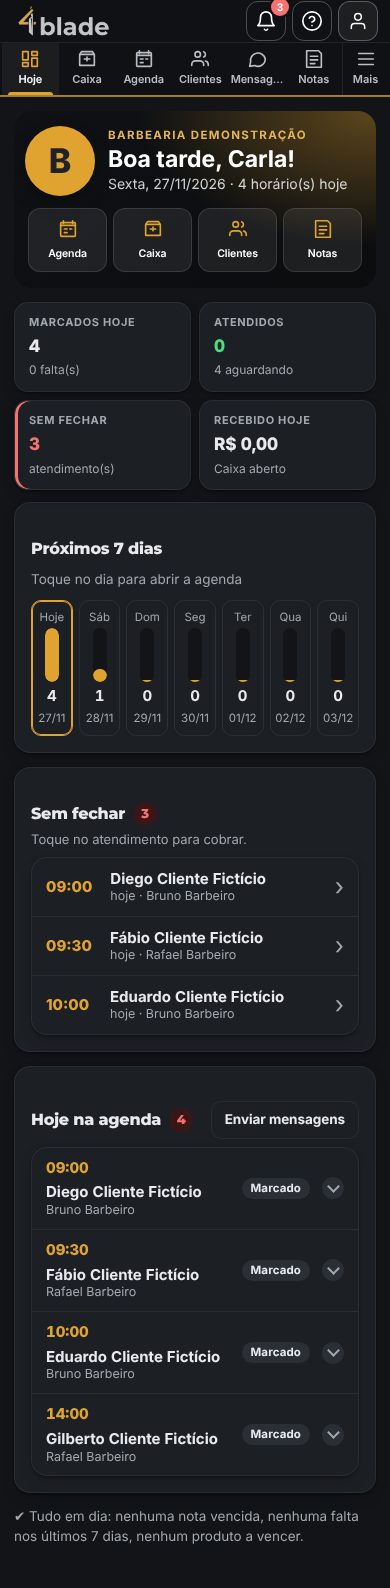 4blade
3
Hoje
Caixa
Agenda
Clientes
Mensag...
Notas
Mais
B
BARBEARIA DEMONSTRAÇÃO
Boa tarde, Carla!
Sexta, 27/11/2026 · 4 horário(s) hoje
Agenda
Caixa
Clientes
Notas
MARCADOS HOJE
4
0 falta(s)
ATENDIDOS
0
4 aguardando
SEM FECHAR
3
atendimento(s)
RECEBIDO HOJE
R$ 0,00
Caixa aberto
Próximos 7 dias
Toque no dia para abrir a agenda
Hoje Sáb Dom Seg Ter Qua Qui
4 1 0 0 0 0 0
27/11 28/11 29/11 30/11 01/12 02/12 03/12
Sem fechar 3
Toque no atendimento para cobrar.
09:00
Diego Cliente Fictício
hoje · Bruno Barbeiro
09:30
Fábio Cliente Fictício
hoje · Rafael Barbeiro
10:00
Eduardo Cliente Fictício
hoje · Bruno Barbeiro
Hoje na agenda 4
Enviar mensagens
09:00
Diego Cliente Fictício
Bruno Barbeiro
Marcado
09:30
Fábio Cliente Fictício
Rafael Barbeiro
Marcado
10:00
Eduardo Cliente Fictício
Bruno Barbeiro
Marcado
14:00
Gilberto Cliente Fictício
Rafael Barbeiro
Marcado
✔ Tudo em dia: nenhuma nota vencida, nenhuma falta
nos últimos 7 dias, nenhum produto a vencer.